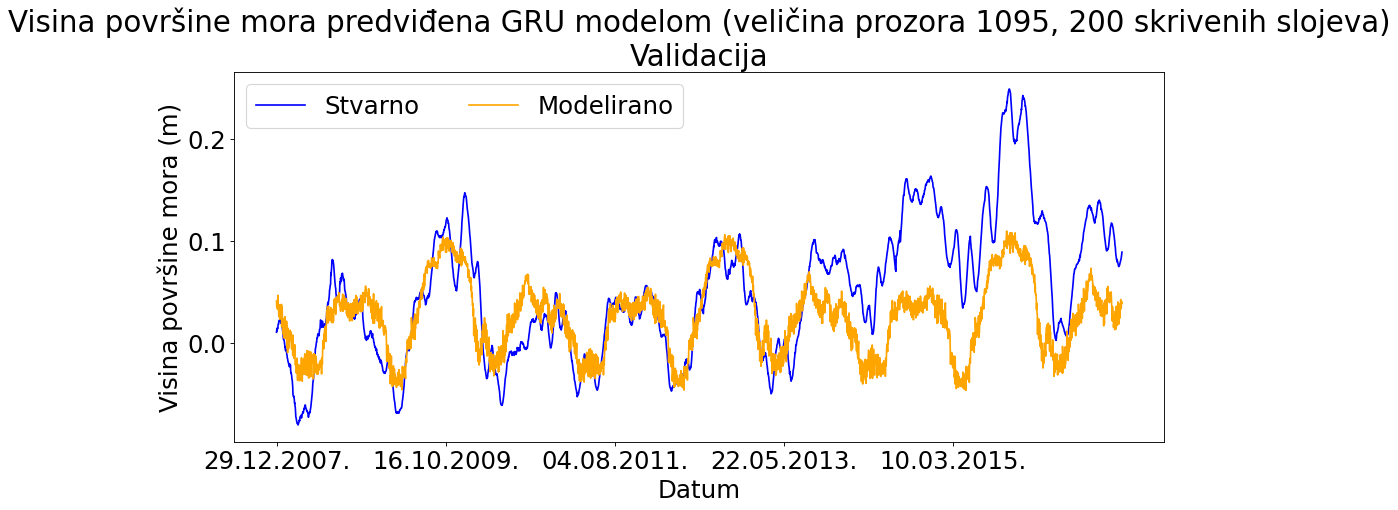 Visina površine mora predviđena GRU modelom (veličina prozora 1095, 200 skrivenih slojeva)
Validacija
Stvarno Modelirano
Visina površine mora (m)
0.2
0.1
0.0
29.12.2007. 16.10.2009. 04.08.2011. 22.05.2013. 10.03.2015.
Datum